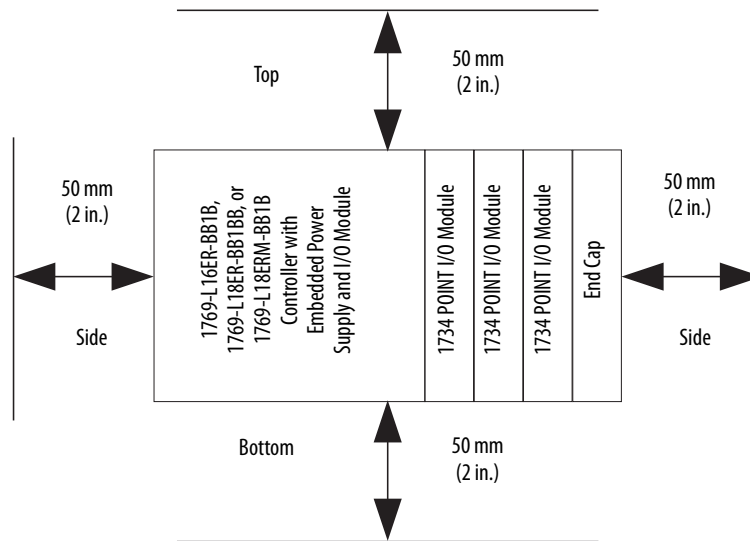 Top
50 mm
(2 in.)
50 mm
(2 in.)
Side
1769-L16ER-BB1B,
1769-L18ER-BB1BB, or
1769-L18ERM-BB1B
Controller with
Embedded Power
Supply and I/O Module
1734 POINT I/O Module
1734 POINT I/O Module
1734 POINT I/O Module
End Cap
50 mm
(2 in.)
Side
Bottom
50 mm
(2 in.)